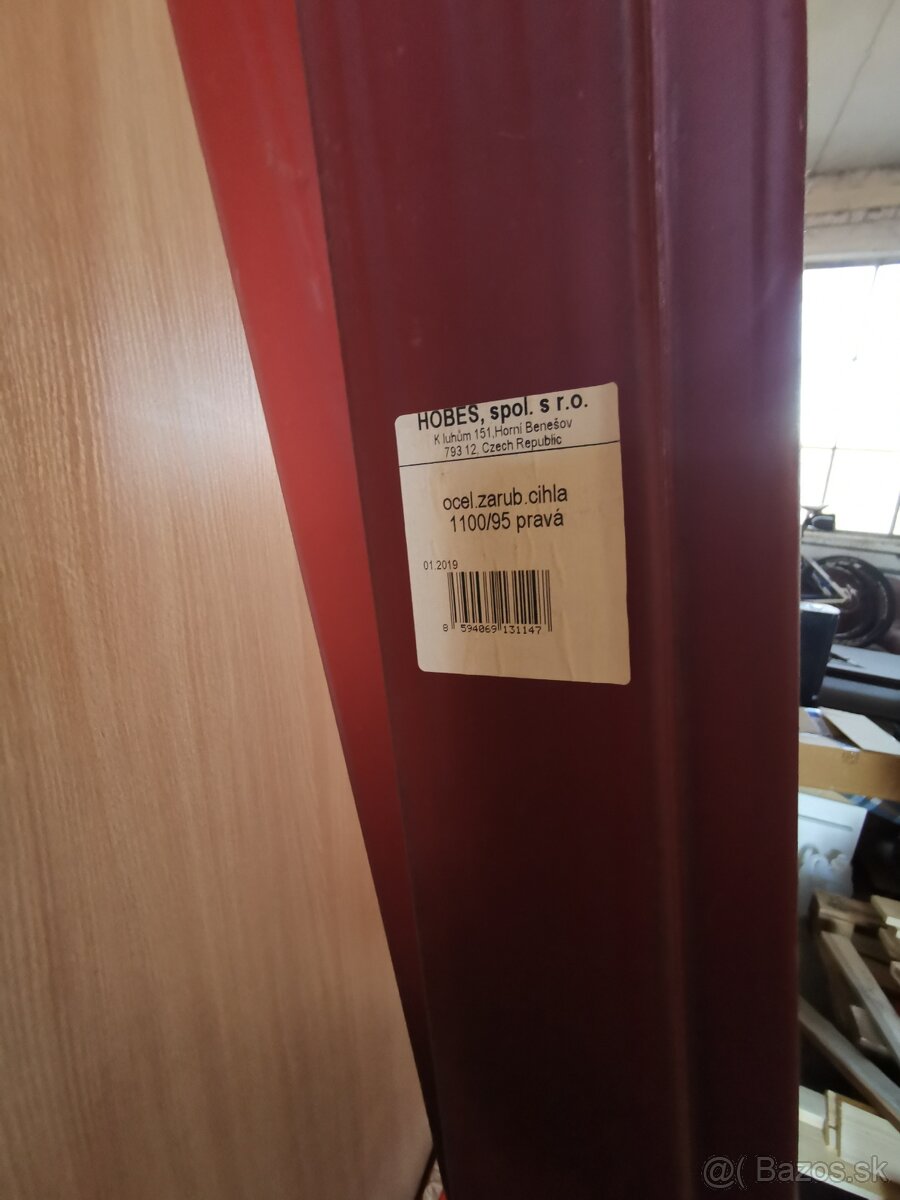 HOBES, spol. s r.o.
K luhům 151,Horní Benešov
793 12, Czech Republic
ocel.zarub.cihla
1100/95 pravá
01.2019
8 594069 131147
@( Bazos.sk